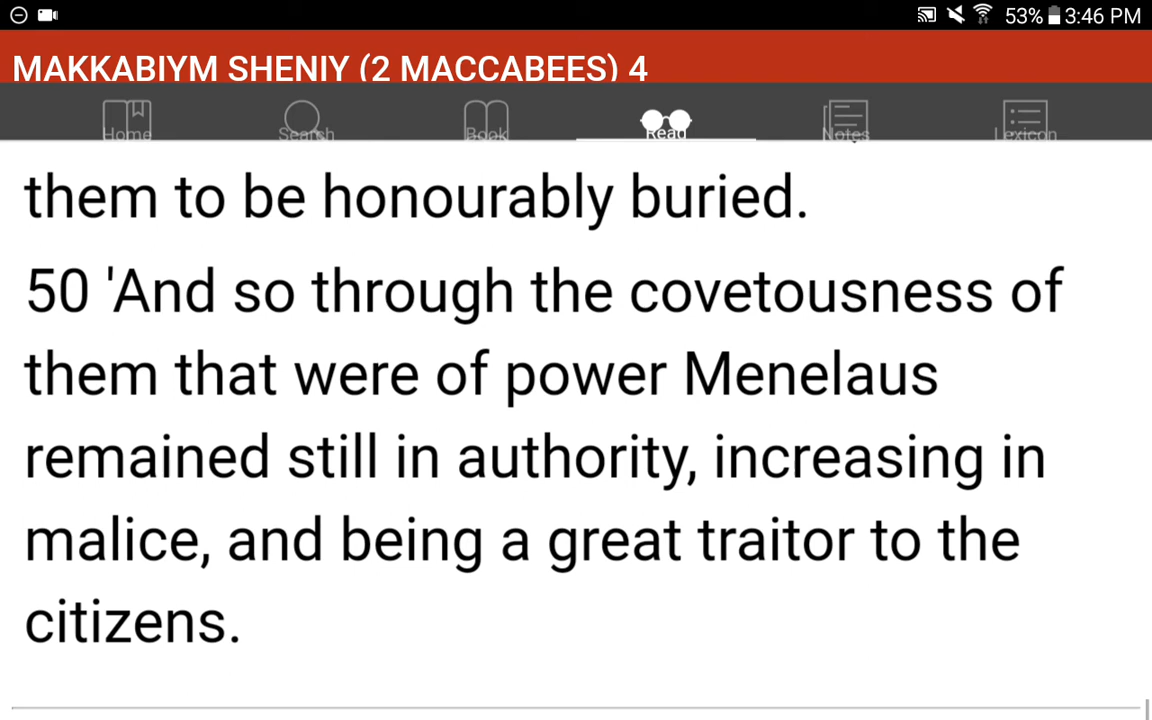 53% 3:46 PM
MAKKABIYM SHENIY (2 MACCABEES) 4
Home Search Book Read Notes Lexicon
them to be honourably buried.
50 'And so through the covetousness of
them that were of power Menelaus
remained still in authority, increasing in
malice, and being a great traitor to the
citizens.